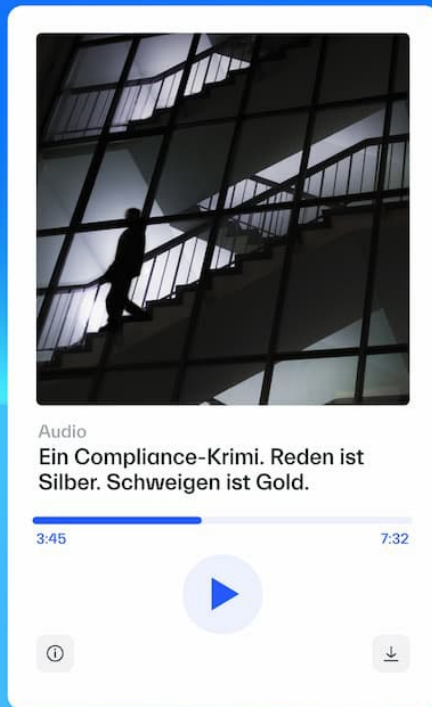 Audio
Ein Compliance-Krimi. Reden ist
Silber. Schweigen ist Gold.
3:45
7:32